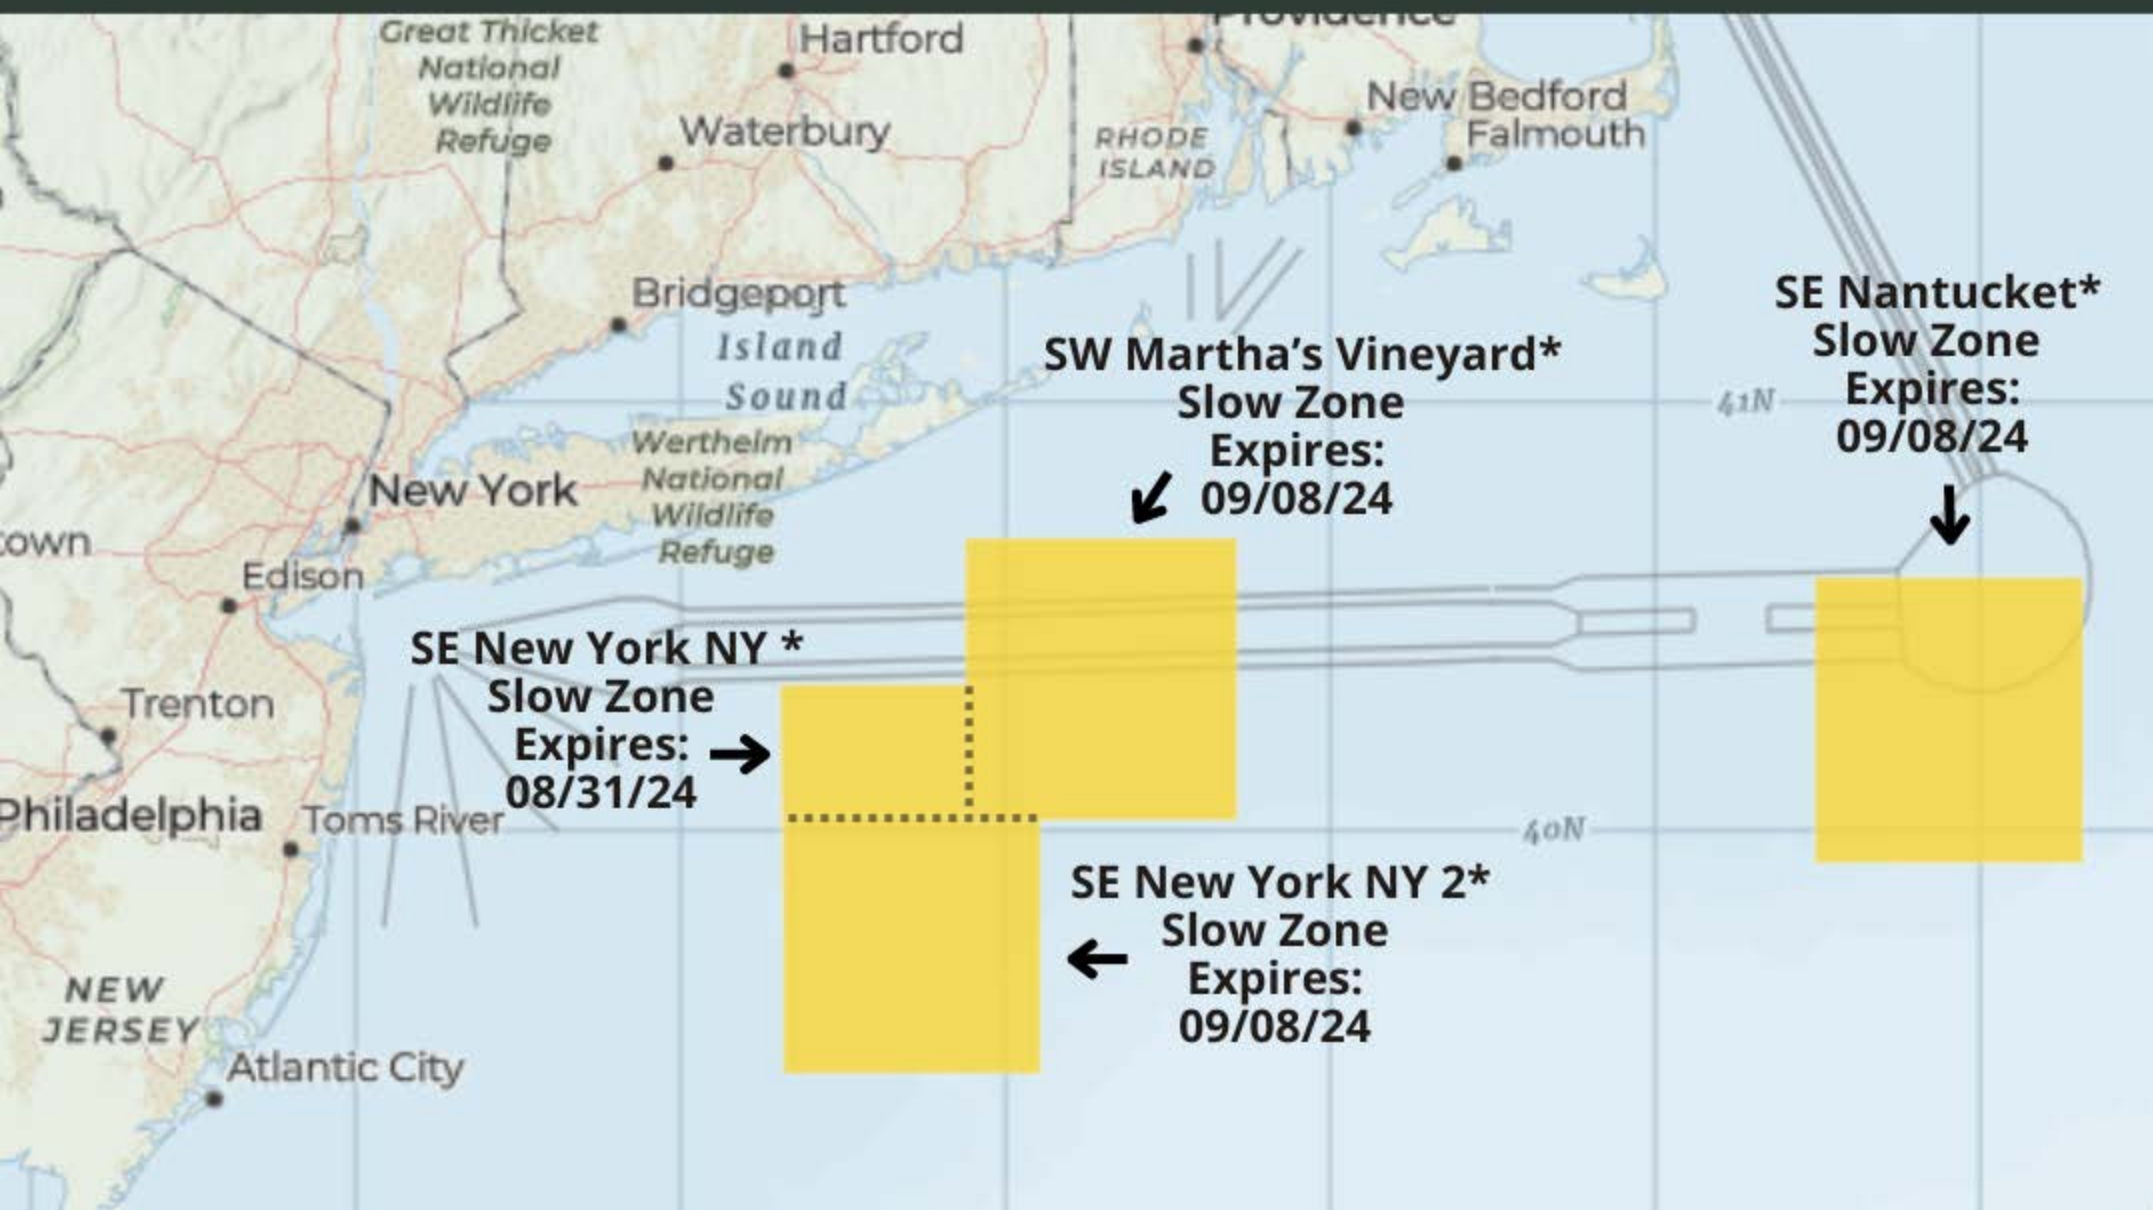 Providence
Great Thicket
National
Wildlife
Refuge
Hartford
Waterbury
New Bedford
Falmouth
RHODE
ISLAND
Bridgeport
Island
Sound
SE Nantucket*
Slow Zone
Expires:
09/08/24
SW Martha’s Vineyard*
Slow Zone
Expires:
09/08/24
41N
Wertheim
National
Wildlife
Refuge
New York
town
Edison
SE New York NY *
Slow Zone
Expires:
08/31/24
Trenton
Philadelphia
Toms River
40N
SE New York NY 2*
Slow Zone
Expires:
09/08/24
NEW
JERSEY
Atlantic City